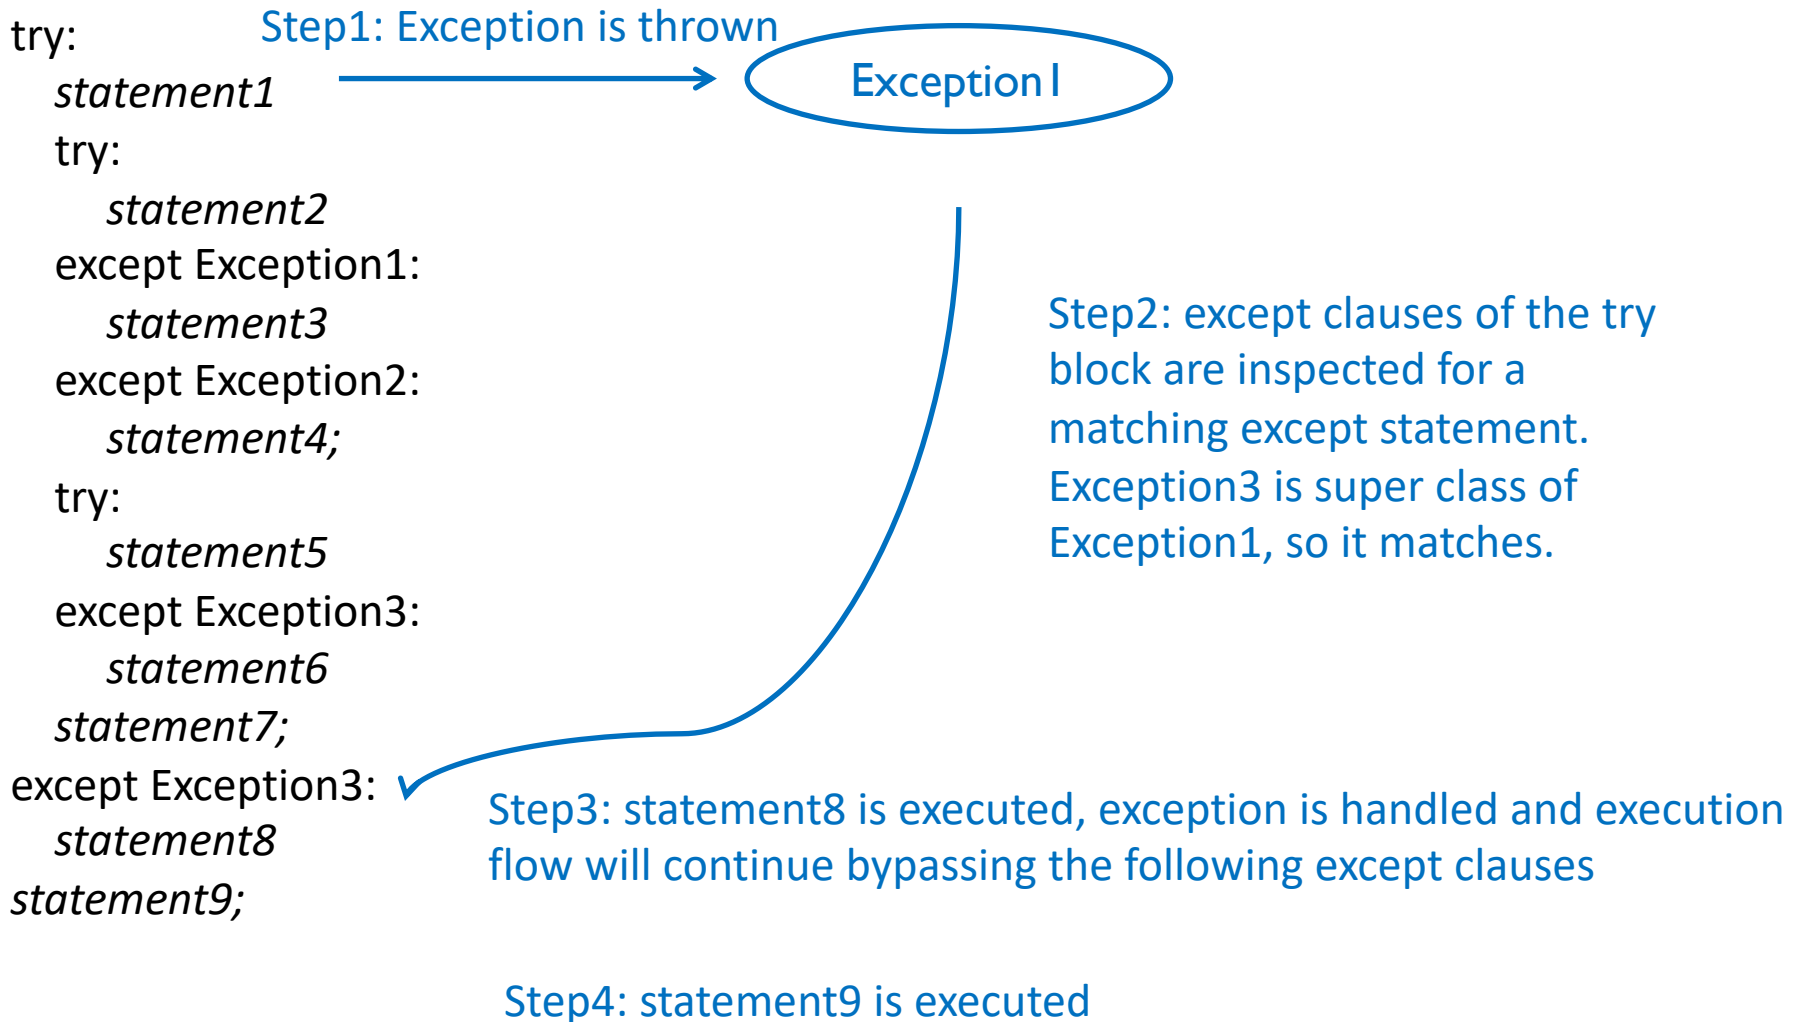 try:
Step1: Exception is thrown
statement1
Exception1
try:
statement2
except Exception1:
statement3
except Exception2:
statement4;
try:
statement5
except Exception3:
statement6
statement7;
except Exception3:
statement8
statement9;
Step2: except clauses of the try
block are inspected for a
matching except statement.
Exception3 is super class of
Exception1, so it matches.
Step3: statement8 is executed, exception is handled and execution
flow will continue bypassing the following except clauses
Step4: statement9 is executed